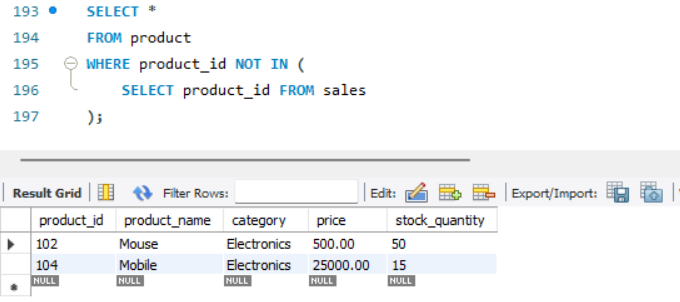 193 SELECT *
194 FROM product
195 WHERE product_id NOT IN (
196 SELECT product_id FROM sales
197 );
Result Grid Filter Rows: Edit: Export/Import:
product_id product_name category price stock_quantity
102 Mouse Electronics 500.00 50
104 Mobile Electronics 25000.00 15
NULL NULL NULL NULL NULL